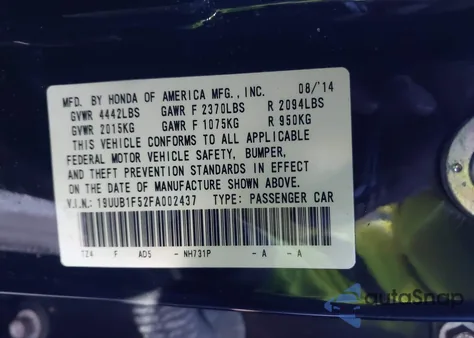 MFD. BY HONDA OF AMERICA MFG., INC. 08/'14
GVWR 4442LBS GAWR F 2370LBS R 2094LBS
GVWR 2015KG GAWR F 1075KG R 950KG
THIS VEHICLE CONFORMS TO ALL APPLICABLE
FEDERAL MOTOR VEHICLE SAFETY, BUMPER,
AND THEFT PREVENTION STANDARDS IN EFFECT
ON THE DATE OF MANUFACTURE SHOWN ABOVE.
V.I.N.: 19UUB1F52FA002437 TYPE: PASSENGER CAR
TZ4 F AD5 - NH731P - A - A
autoSnap